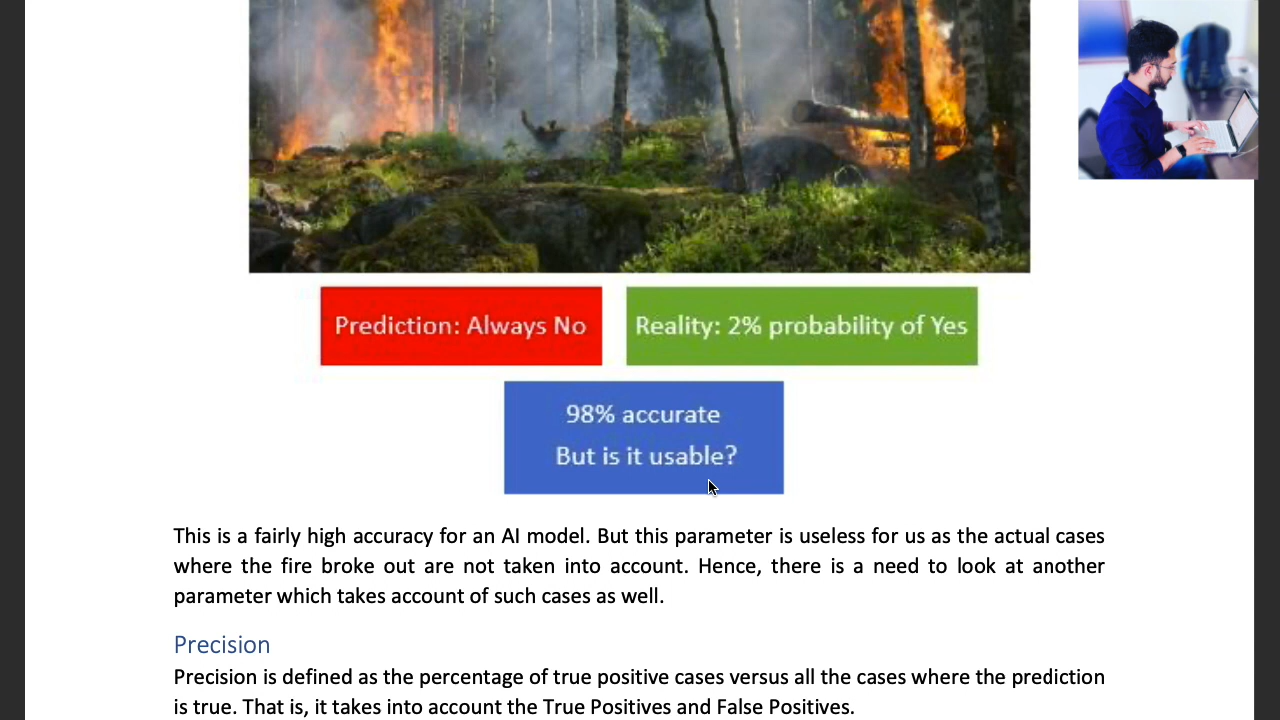 Prediction: Always No
Reality: 2% probability of Yes
98% accurate
But is it usable?
This is a fairly high accuracy for an AI model. But this parameter is useless for us as the actual cases
where the fire broke out are not taken into account. Hence, there is a need to look at another
parameter which takes account of such cases as well.
Precision
Precision is defined as the percentage of true positive cases versus all the cases where the prediction
is true. That is, it takes into account the True Positives and False Positives.